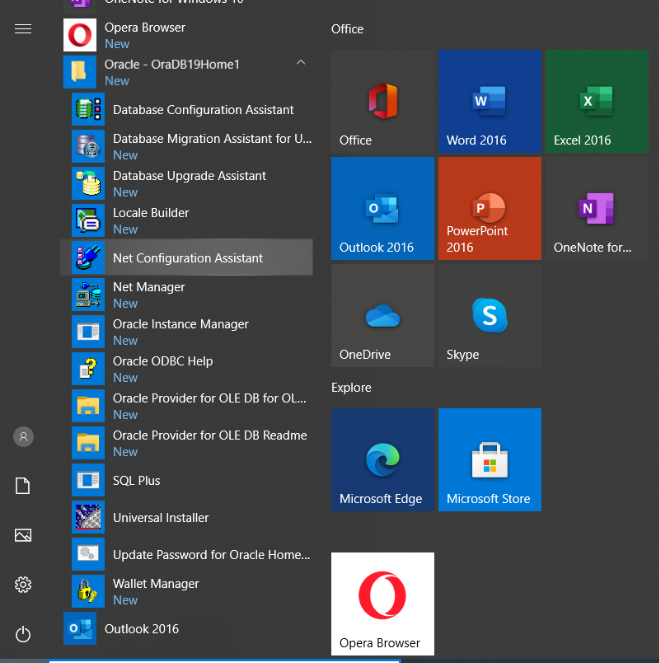 OneNote for Windows 10
Opera Browser
New
Oracle - OraDB19Home1
New
Database Configuration Assistant
Database Migration Assistant for U...
New
Database Upgrade Assistant
New
Locale Builder
New
Net Configuration Assistant
Net Manager
New
Oracle Instance Manager
New
Oracle ODBC Help
New
Oracle Provider for OLE DB for OL...
New
Oracle Provider for OLE DB Readme
New
SQL Plus
Universal Installer
Update Password for Oracle Home...
Wallet Manager
New
Outlook 2016
Office
Office
Word 2016
Excel 2016
Outlook 2016
PowerPoint
2016
OneNote for...
OneDrive
Skype
Explore
Microsoft Edge
Microsoft Store
Opera Browser